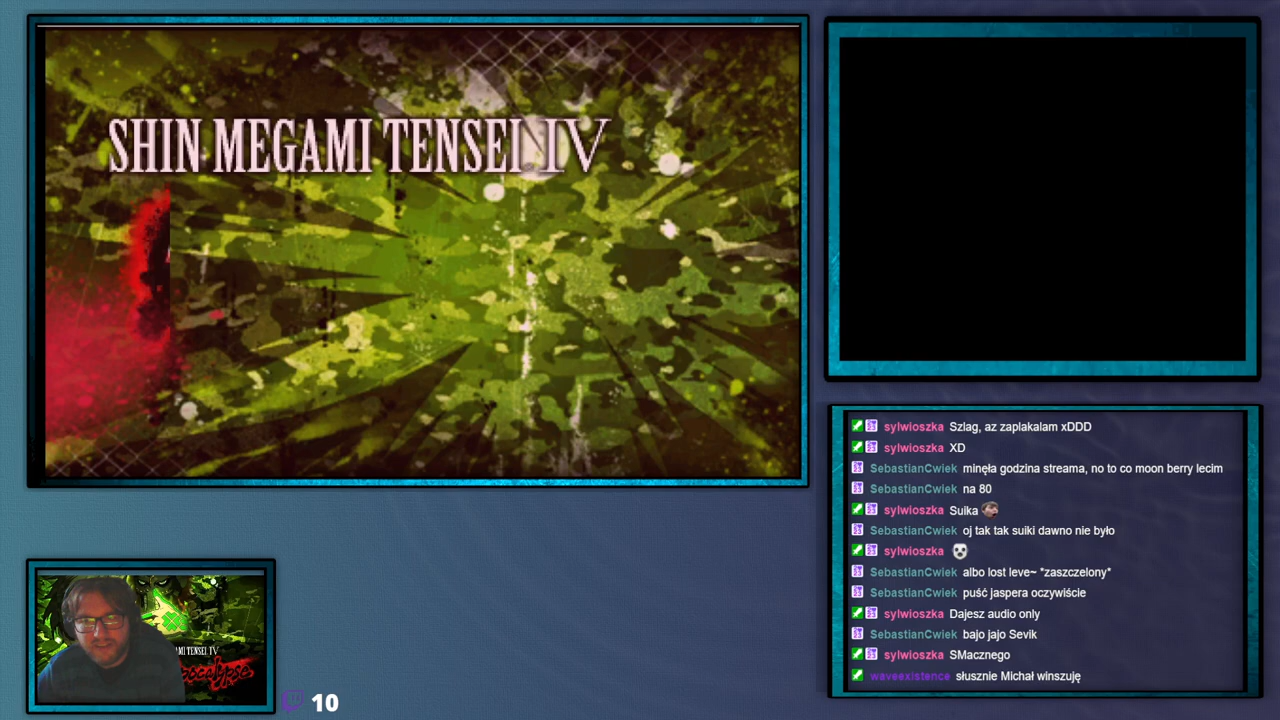 SHIN MEGAMI TENSEI IV
sylwioszka Szlag, az zaplakalam xDDD
sylwioszka XD
SebastianCwiek minęła godzina streama, no to co moon berry lecim
SebastianCwiek na 80
sylwioszka Suika
SebastianCwiek oj tak tak suiki dawno nie było
sylwioszka
SebastianCwiek albo lost leve~ *zaszczelony*
SebastianCwiek puść jaspera oczywiście
sylwioszka Dajesz audio only
SebastianCwiek bajo jajo Sevik
sylwioszka SMacznego
waveexistence słusznie Michał winszuję
TENSEI IV
10